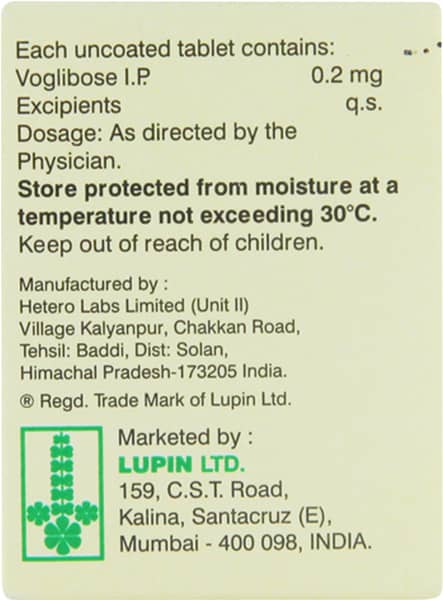 Each uncoated tablet contains:
Voglibose I.P. 0.2 mg
Excipients q.s.
Dosage: As directed by the
Physician.
Store protected from moisture at a
temperature not exceeding 30°C.
Keep out of reach of children.
Manufactured by :
Hetero Labs Limited (Unit II)
Village Kalyanpur, Chakkan Road,
Tehsil: Baddi, Dist: Solan,
Himachal Pradesh-173205 India.
® Regd. Trade Mark of Lupin Ltd.
Marketed by :
LUPIN LTD.
159, C.S.T. Road,
Kalina, Santacruz (E),
Mumbai - 400 098, INDIA.